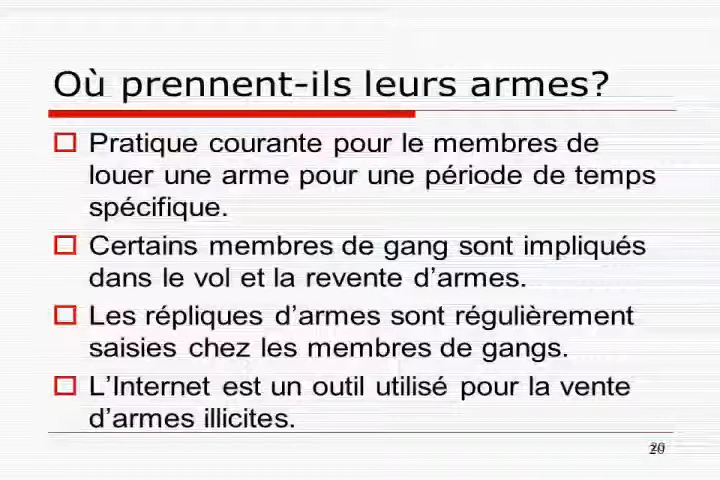 Où prennent-ils leurs armes?
Pratique courante pour le membres de
louer une arme pour une période de temps
spécifique.
Certains membres de gang sont impliqués
dans le vol et la revente d’armes.
Les répliques d’armes sont régulièrement
saisies chez les membres de gangs.
L’Internet est un outil utilisé pour la vente
d’armes illicites.
20